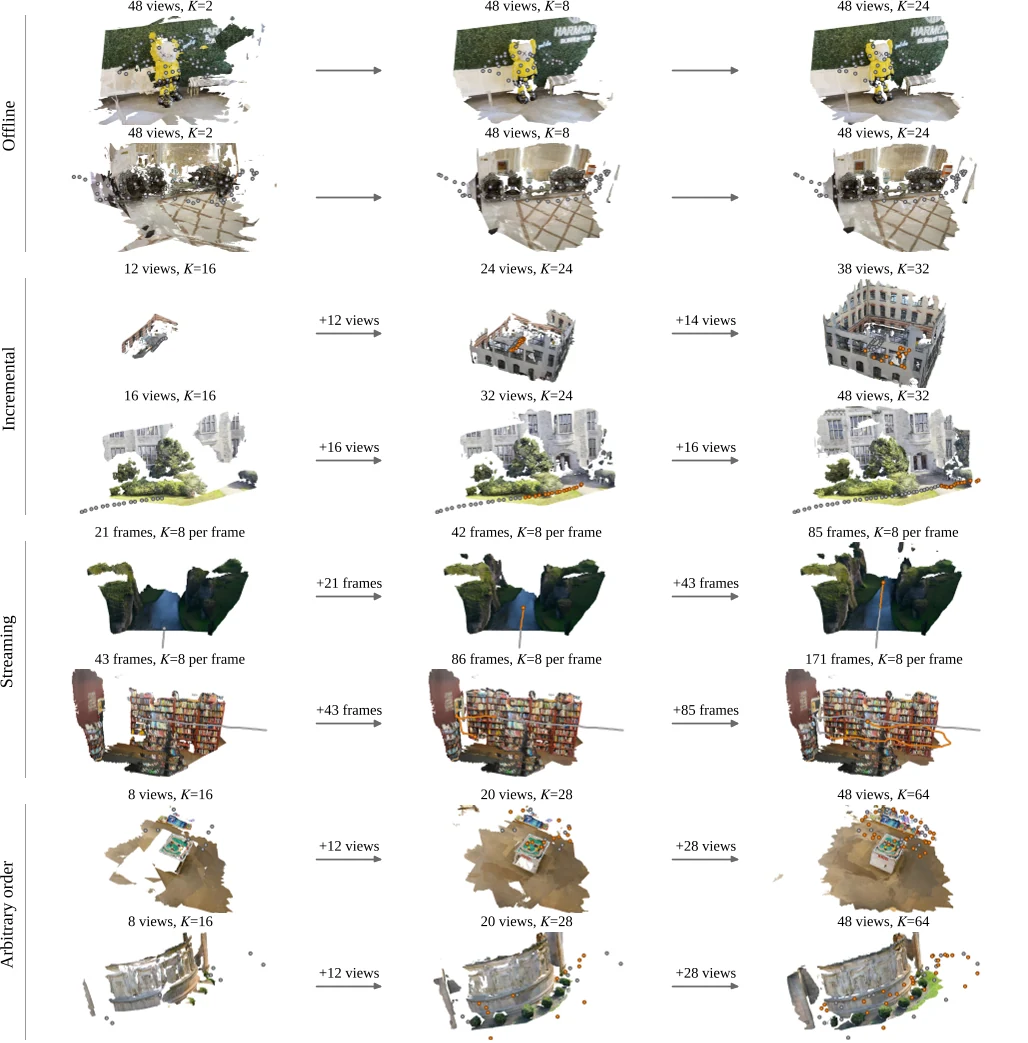 Offline
48 views, K=2
48 views, K=8
48 views, K=24
HARMON
HARMON
48 views, K=2
48 views, K=8
48 views, K=24
Incremental
12 views, K=16
24 views, K=24
38 views, K=32
+12 views
+14 views
16 views, K=16
32 views, K=24
48 views, K=32
+16 views
+16 views
Streaming
21 frames, K=8 per frame
42 frames, K=8 per frame
85 frames, K=8 per frame
+21 frames
+43 frames
43 frames, K=8 per frame
86 frames, K=8 per frame
171 frames, K=8 per frame
+43 frames
+85 frames
Arbitrary order
8 views, K=16
20 views, K=28
48 views, K=64
+12 views
+28 views
8 views, K=16
20 views, K=28
48 views, K=64
+12 views
+28 views